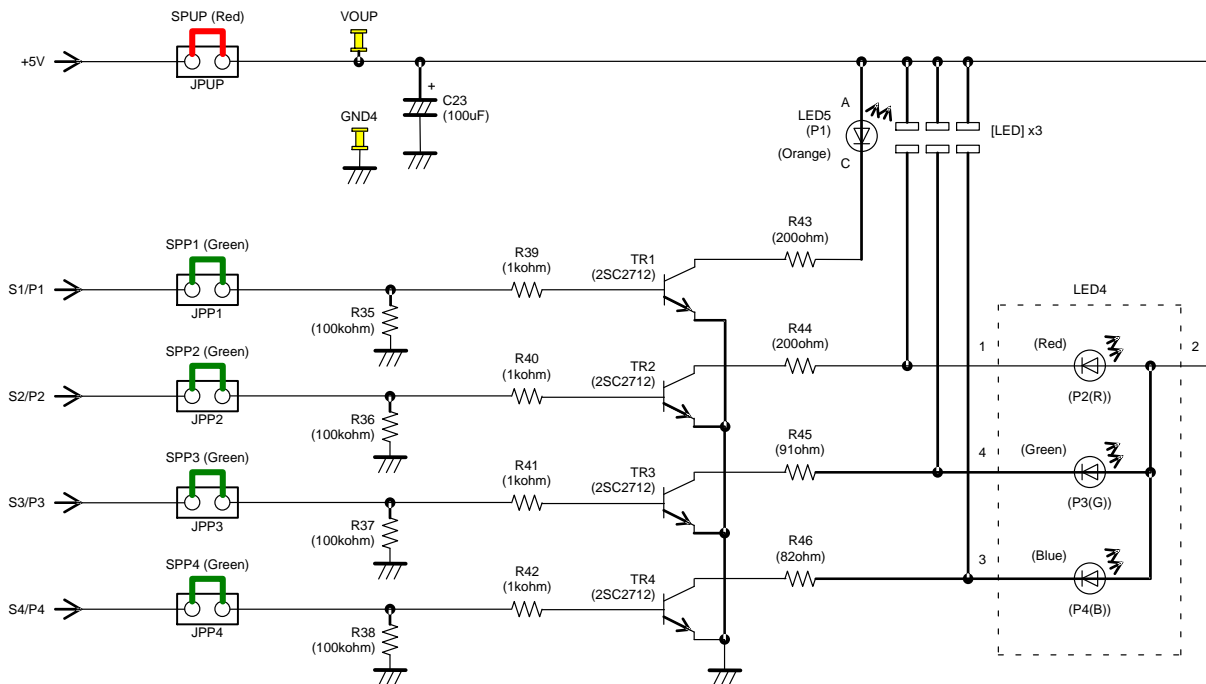 SPUP (Red)
VOUP
+5V
JPUP
+
C23
(100uF)
GND4
A
LED5
(P1)
(Orange)
C
[LED] x3
SPP1 (Green)
S1/P1
JPP1
R35
(100kohm)
R39
(1kohm)
TR1
(2SC2712)
R43
(200ohm)
SPP2 (Green)
S2/P2
JPP2
R36
(100kohm)
R40
(1kohm)
TR2
(2SC2712)
R44
(200ohm)
LED4
1
(Red)
2
(P2(R))
SPP3 (Green)
S3/P3
JPP3
R37
(100kohm)
R41
(1kohm)
TR3
(2SC2712)
R45
(91ohm)
4
(Green)
(P3(G))
SPP4 (Green)
S4/P4
JPP4
R38
(100kohm)
R42
(1kohm)
TR4
(2SC2712)
R46
(82ohm)
3
(Blue)
(P4(B))